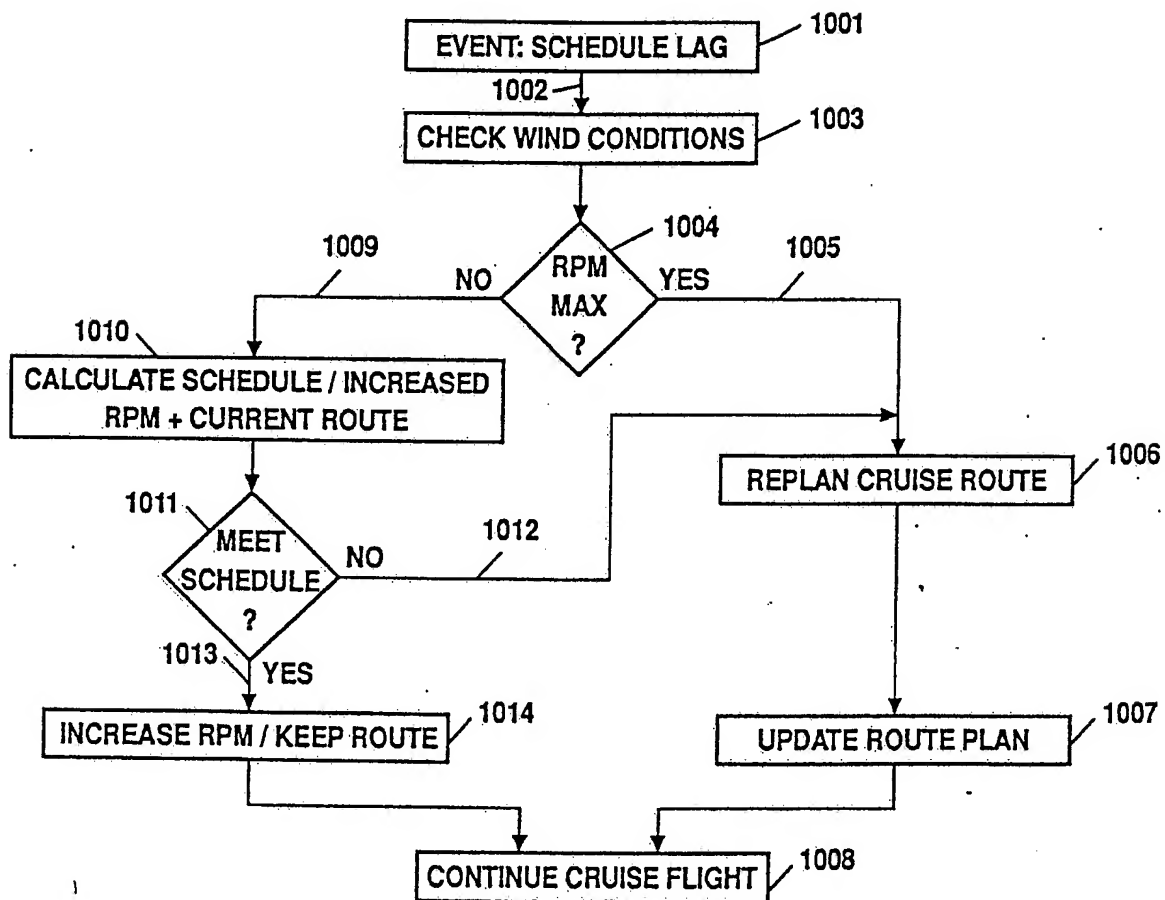 1001
EVENT: SCHEDULE LAG
1002
1003
CHECK WIND CONDITIONS
1004
1009
1005
NO
RPM
MAX
?
YES
1010
CALCULATE SCHEDULE / INCREASED
RPM + CURRENT ROUTE
1006
REPLAN CRUISE ROUTE
1011
MEET
SCHEDULE
?
NO
1012
1013
YES
1014
INCREASE RPM / KEEP ROUTE
1007
UPDATE ROUTE PLAN
1008
CONTINUE CRUISE FLIGHT